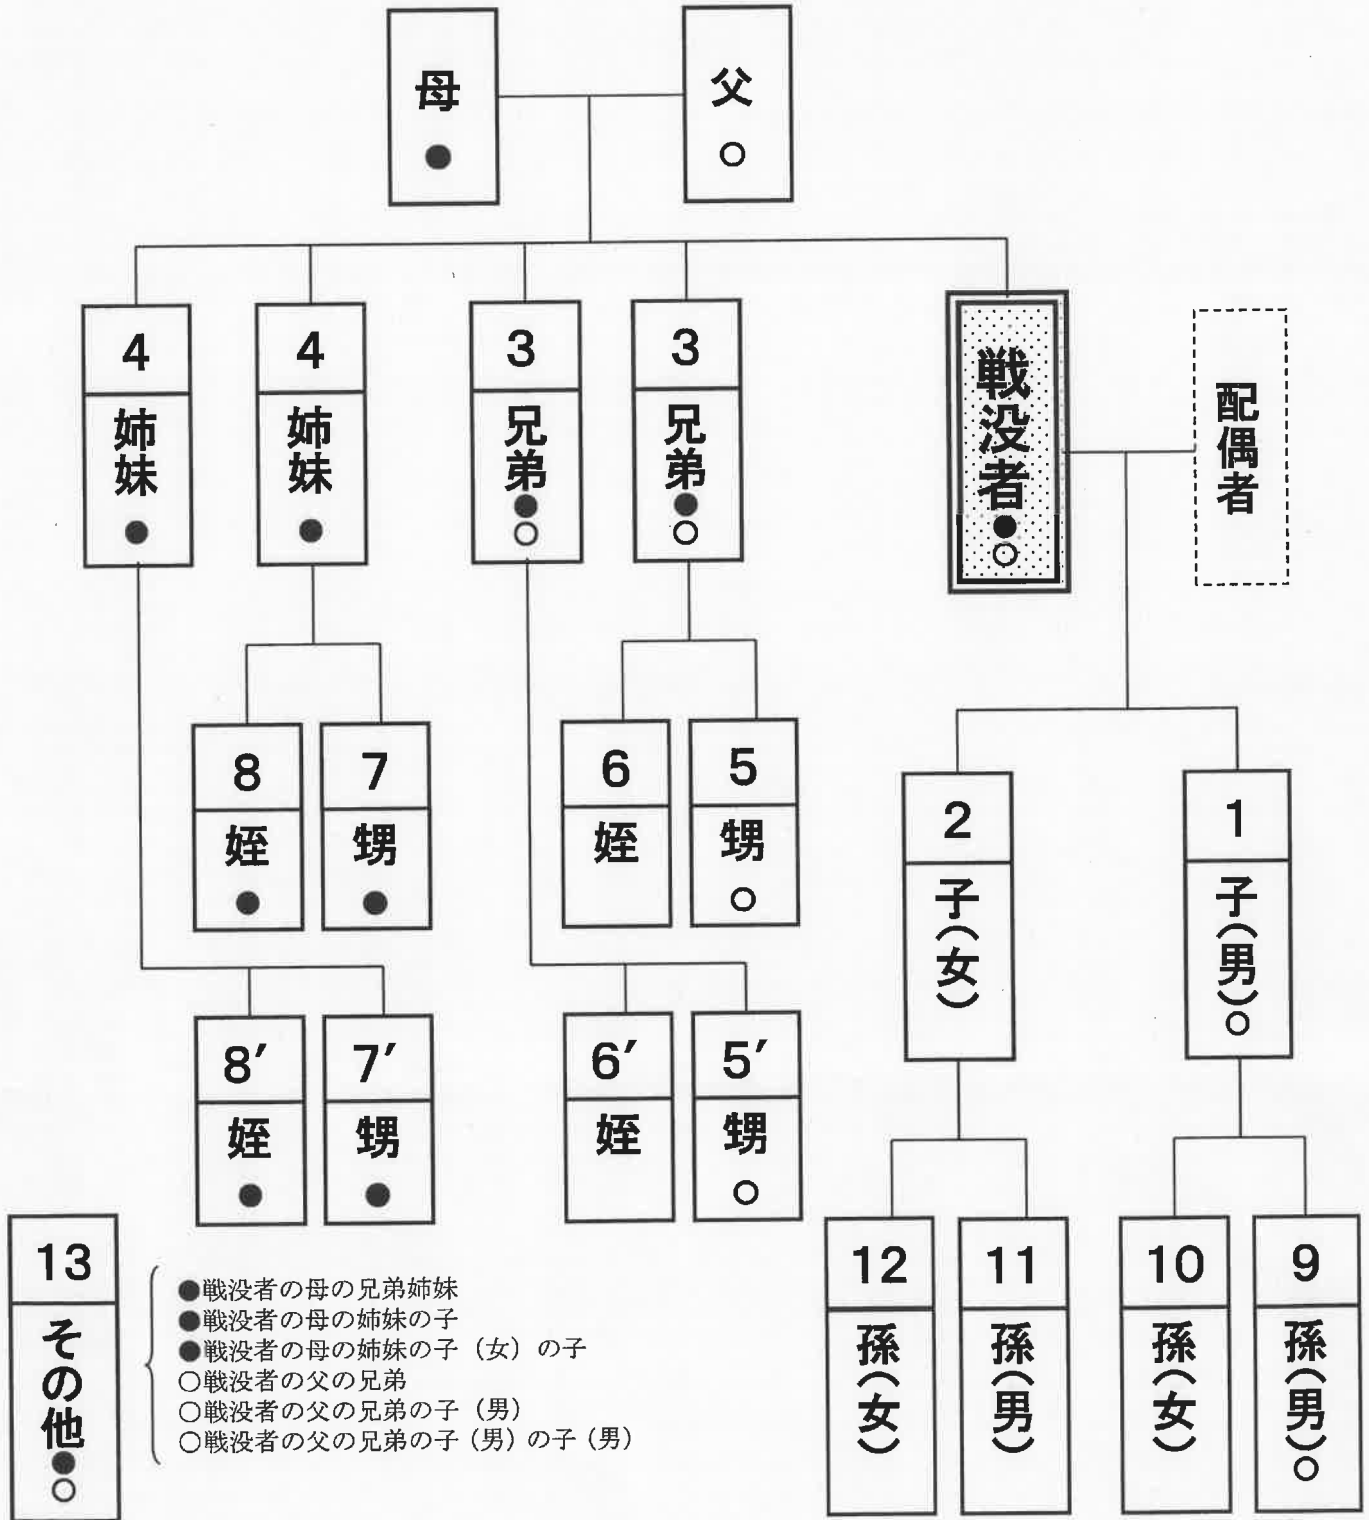 母
●
父
○
4
姉妹
●
4
姉妹
●
3
兄弟
●
○
3
兄弟
●
○
戦没者
●
○
配偶者
8
姪
●
7
甥
●
6
姪
5
甥
○
2
子(女)
1
子(男)○
8′
姪
●
7′
甥
●
6′
姪
5′
甥
○
13
その他
●
○
●戦没者の母の兄弟姉妹
●戦没者の母の姉妹の子
●戦没者の母の姉妹の子（女）の子
○戦没者の父の兄弟
○戦没者の父の兄弟の子（男）
○戦没者の父の兄弟の子（男）の子（男）
12
孫(女)
11
孫(男)
10
孫(女)
9
孫(男)○